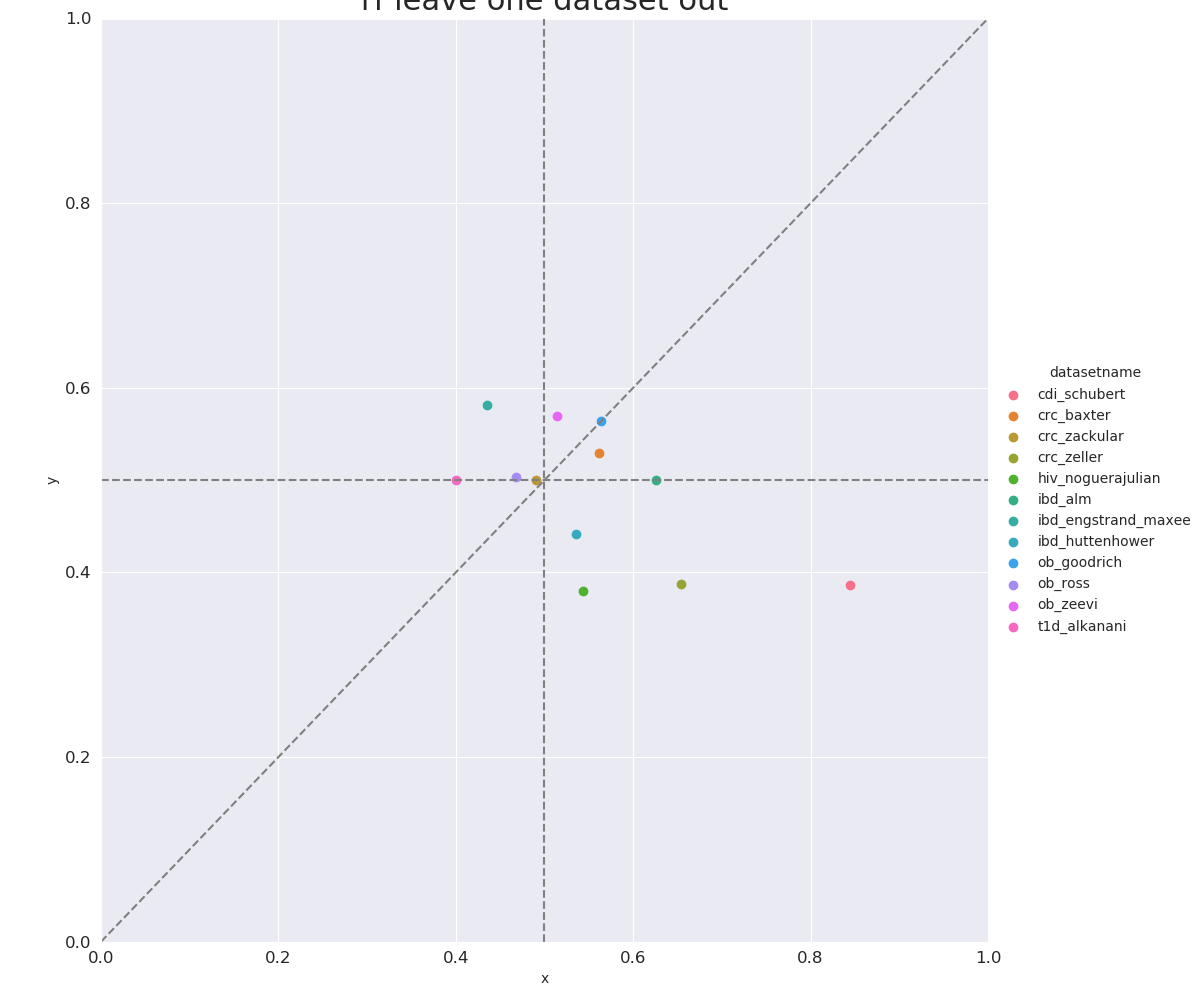 leave one dataset out
1.0
0.8
0.6
0.4
0.2
0.0
y
0.0
0.2
0.4
0.6
0.8
1.0
x
datasetname
cdi_schubert
crc_baxter
crc_zackular
crc_zeller
hiv_noguerajulian
ibd_alm
ibd_engstrand_maxee
ibd_huttenhower
ob_goodrich
ob_ross
ob_zeevi
t1d_alkanani